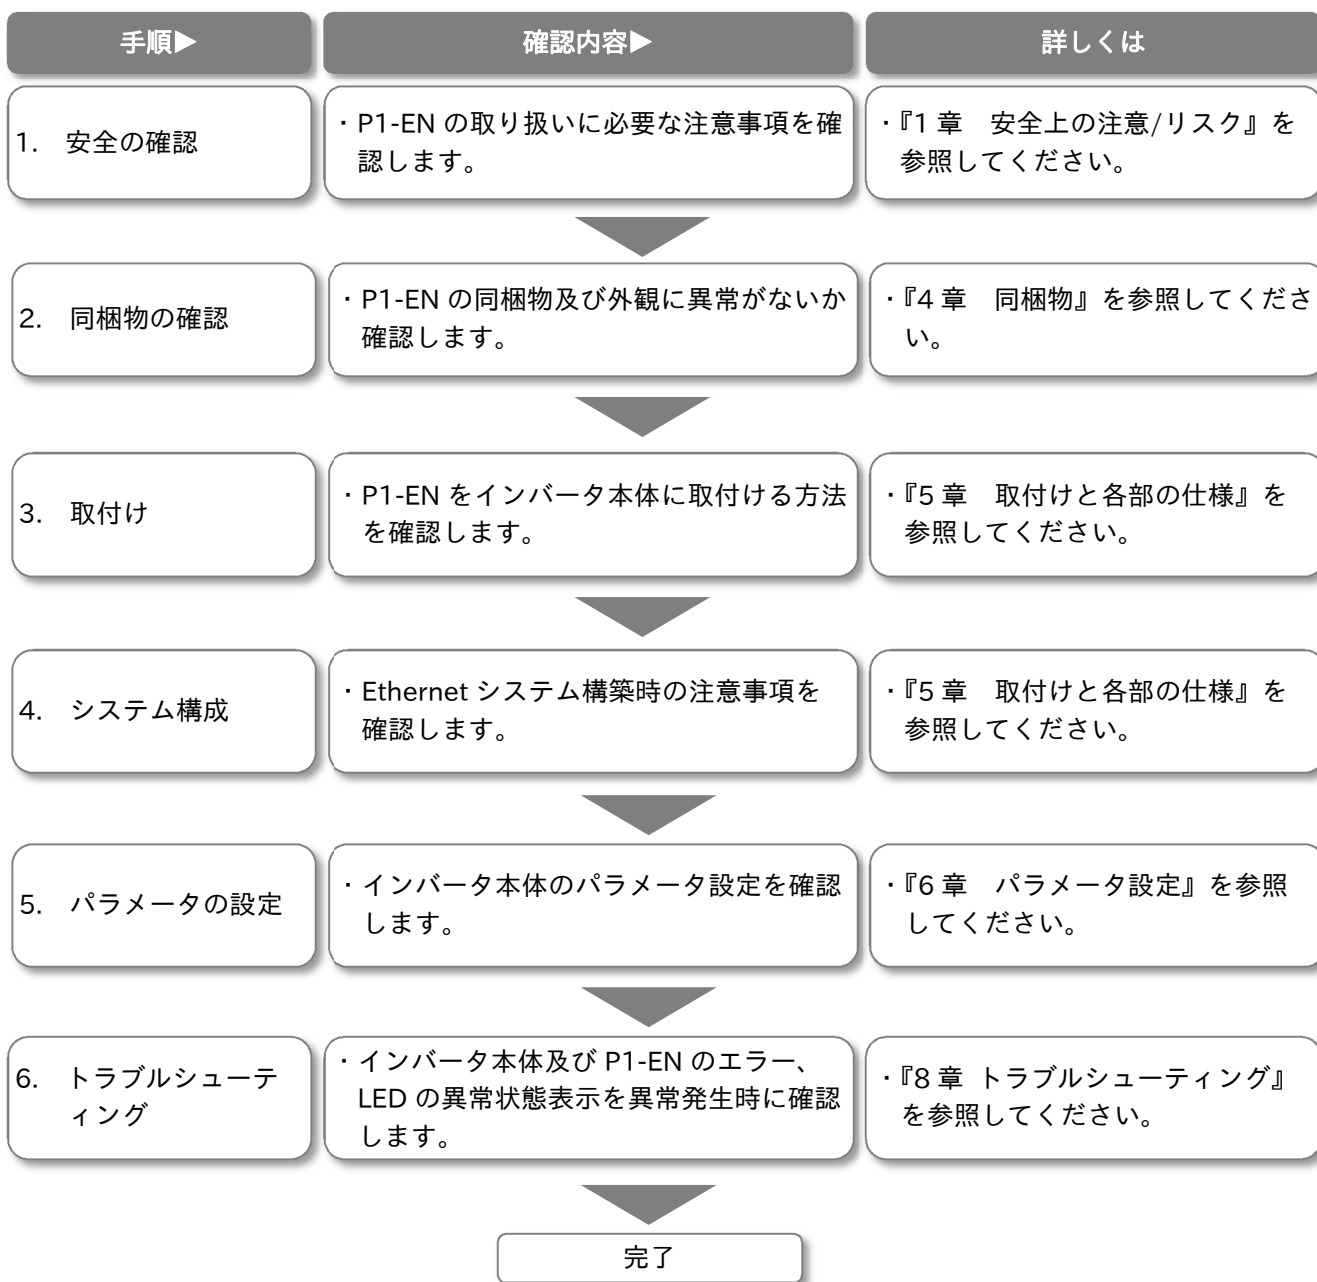 手順▶
確認内容▶
詳しくは
1. 安全の確認
・P1-EN の取り扱いに必要な注意事項を確
認します。
・『1 章　安全上の注意/リスク』を
参照してください。
2. 同梱物の確認
・P1-EN の同梱物及び外観に異常がないか
確認します。
・『4 章　同梱物』を参照してくださ
い。
3. 取付け
・P1-EN をインバータ本体に取付ける方法
を確認します。
・『5 章　取付けと各部の仕様』を
参照してください。
4. システム構成
・Ethernet システム構築時の注意事項を
確認します。
・『5 章　取付けと各部の仕様』を
参照してください。
5. パラメータの設定
・インバータ本体のパラメータ設定を確認
します。
・『6 章　パラメータ設定』を参照
してください。
6. トラブルシューテ
ィング
・インバータ本体及び P1-EN のエラー、
LED の異常状態表示を異常発生時に確認
します。
・『8 章 トラブルシューティング』
を参照してください。
完了